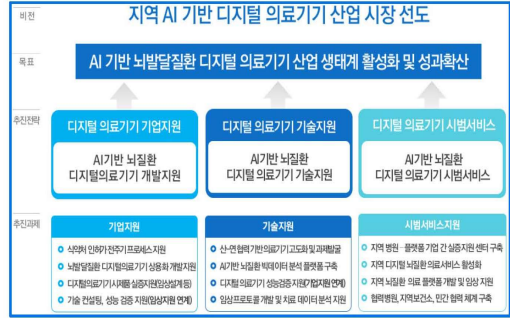 비전
지역 AI 기반 디지털 의료기기 산업 시장 선도
목표
AI 기반 뇌발달질환 디지털 의료기기 산업 생태계 활성화 및 성과확산
추진전략
디지털 의료기기 기업지원
AI기반 뇌질환
디지털의료기기 개발지원
디지털 의료기기 기술지원
AI기반 뇌질환
디지털 의료기기 기술지원
디지털 의료기기 시범서비스
AI기반 뇌질환
디지털 의료기기 시범서비스
추진과제
기업지원
식약처 인허가 전주기 프로세스 지원
뇌발달질환 디지털의료기기 상용화 개발지원
디지털의료기기 시제품 실증지원(임상설계 등)
기술 컨설팅, 성능 검증 지원(임상지원 연계)
기술지원
산-연 협력기반 의료기기 고도화 및 과제발굴
AI기반 뇌질환 빅데이터 분석 플랫폼 구축
디지털 의료기기 성능검증 지원(기업지원 연계)
임상프로토콜 개발 및 치료 데이터 분석 지원
시범서비스지원
지역 병원-플랫폼 기업 간 실증지원 센터 구축
지역 디지털 뇌질환 의료서비스 활성화
지역 뇌질환 의료 플랫폼 개발 및 임상 지원
협력병원, 지역보건소, 민간 협력 체계 구축